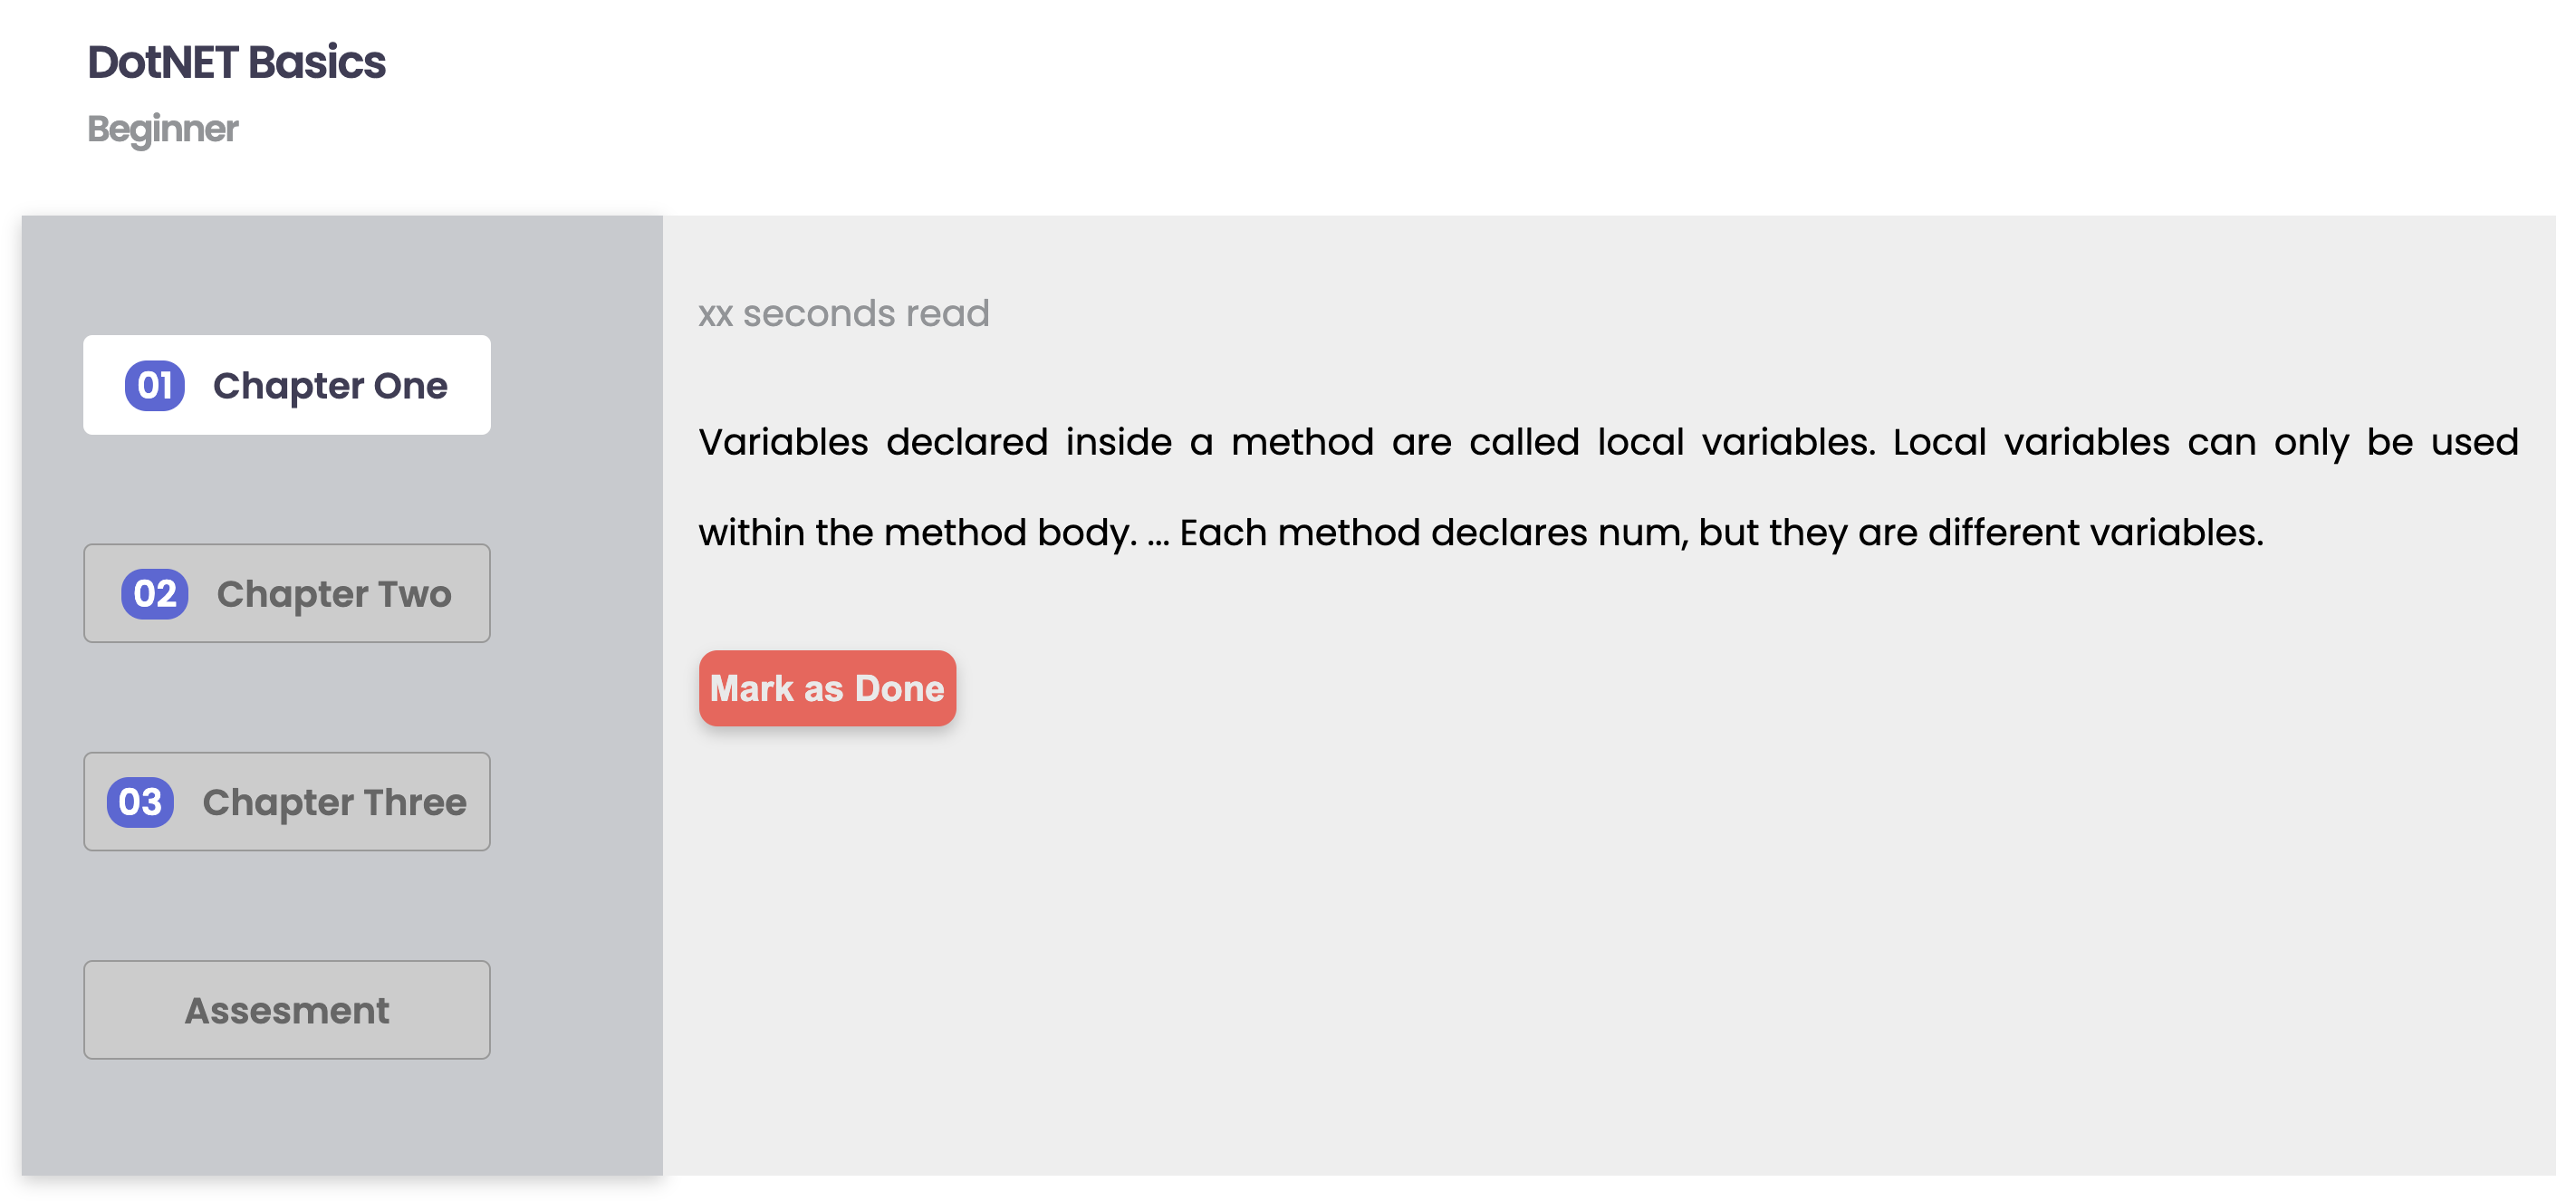 DotNET Basics
Beginner
01 Chapter One
02 Chapter Two
03 Chapter Three
Assesment
xx seconds read
Variables declared inside a method are called local variables. Local variables can only be used
within the method body. ... Each method declares num, but they are different variables.
Mark as Done